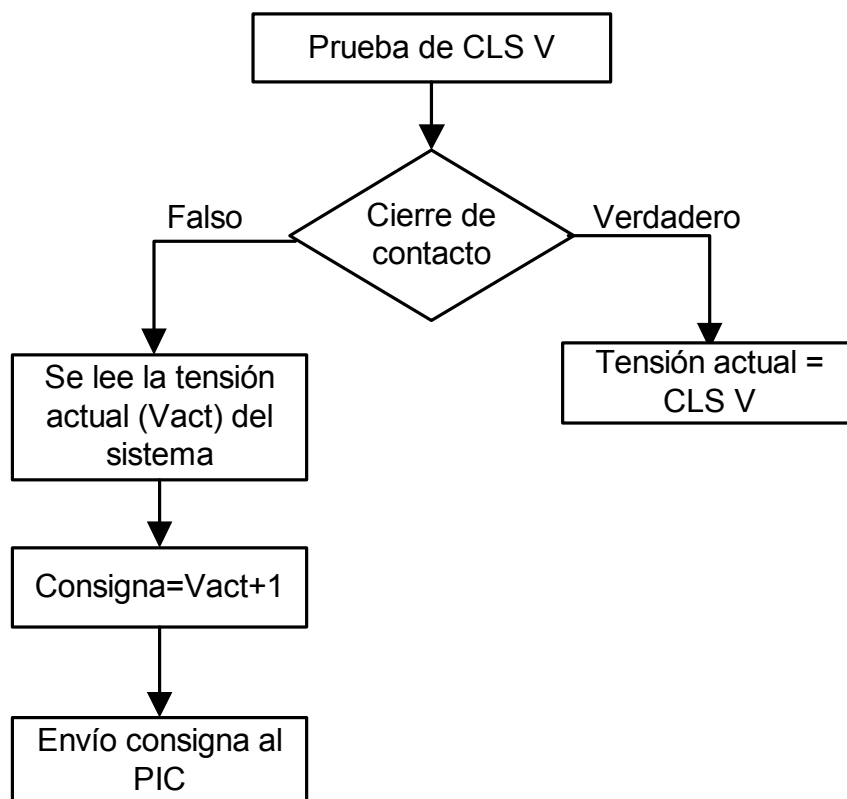 Prueba de CLS V
Cierre de
contacto
Falso
Verdadero
Se lee la tensión
actual (Vact) del
sistema
Tensión actual =
CLS V
Consigna=Vact+1
Envío consigna al
PIC